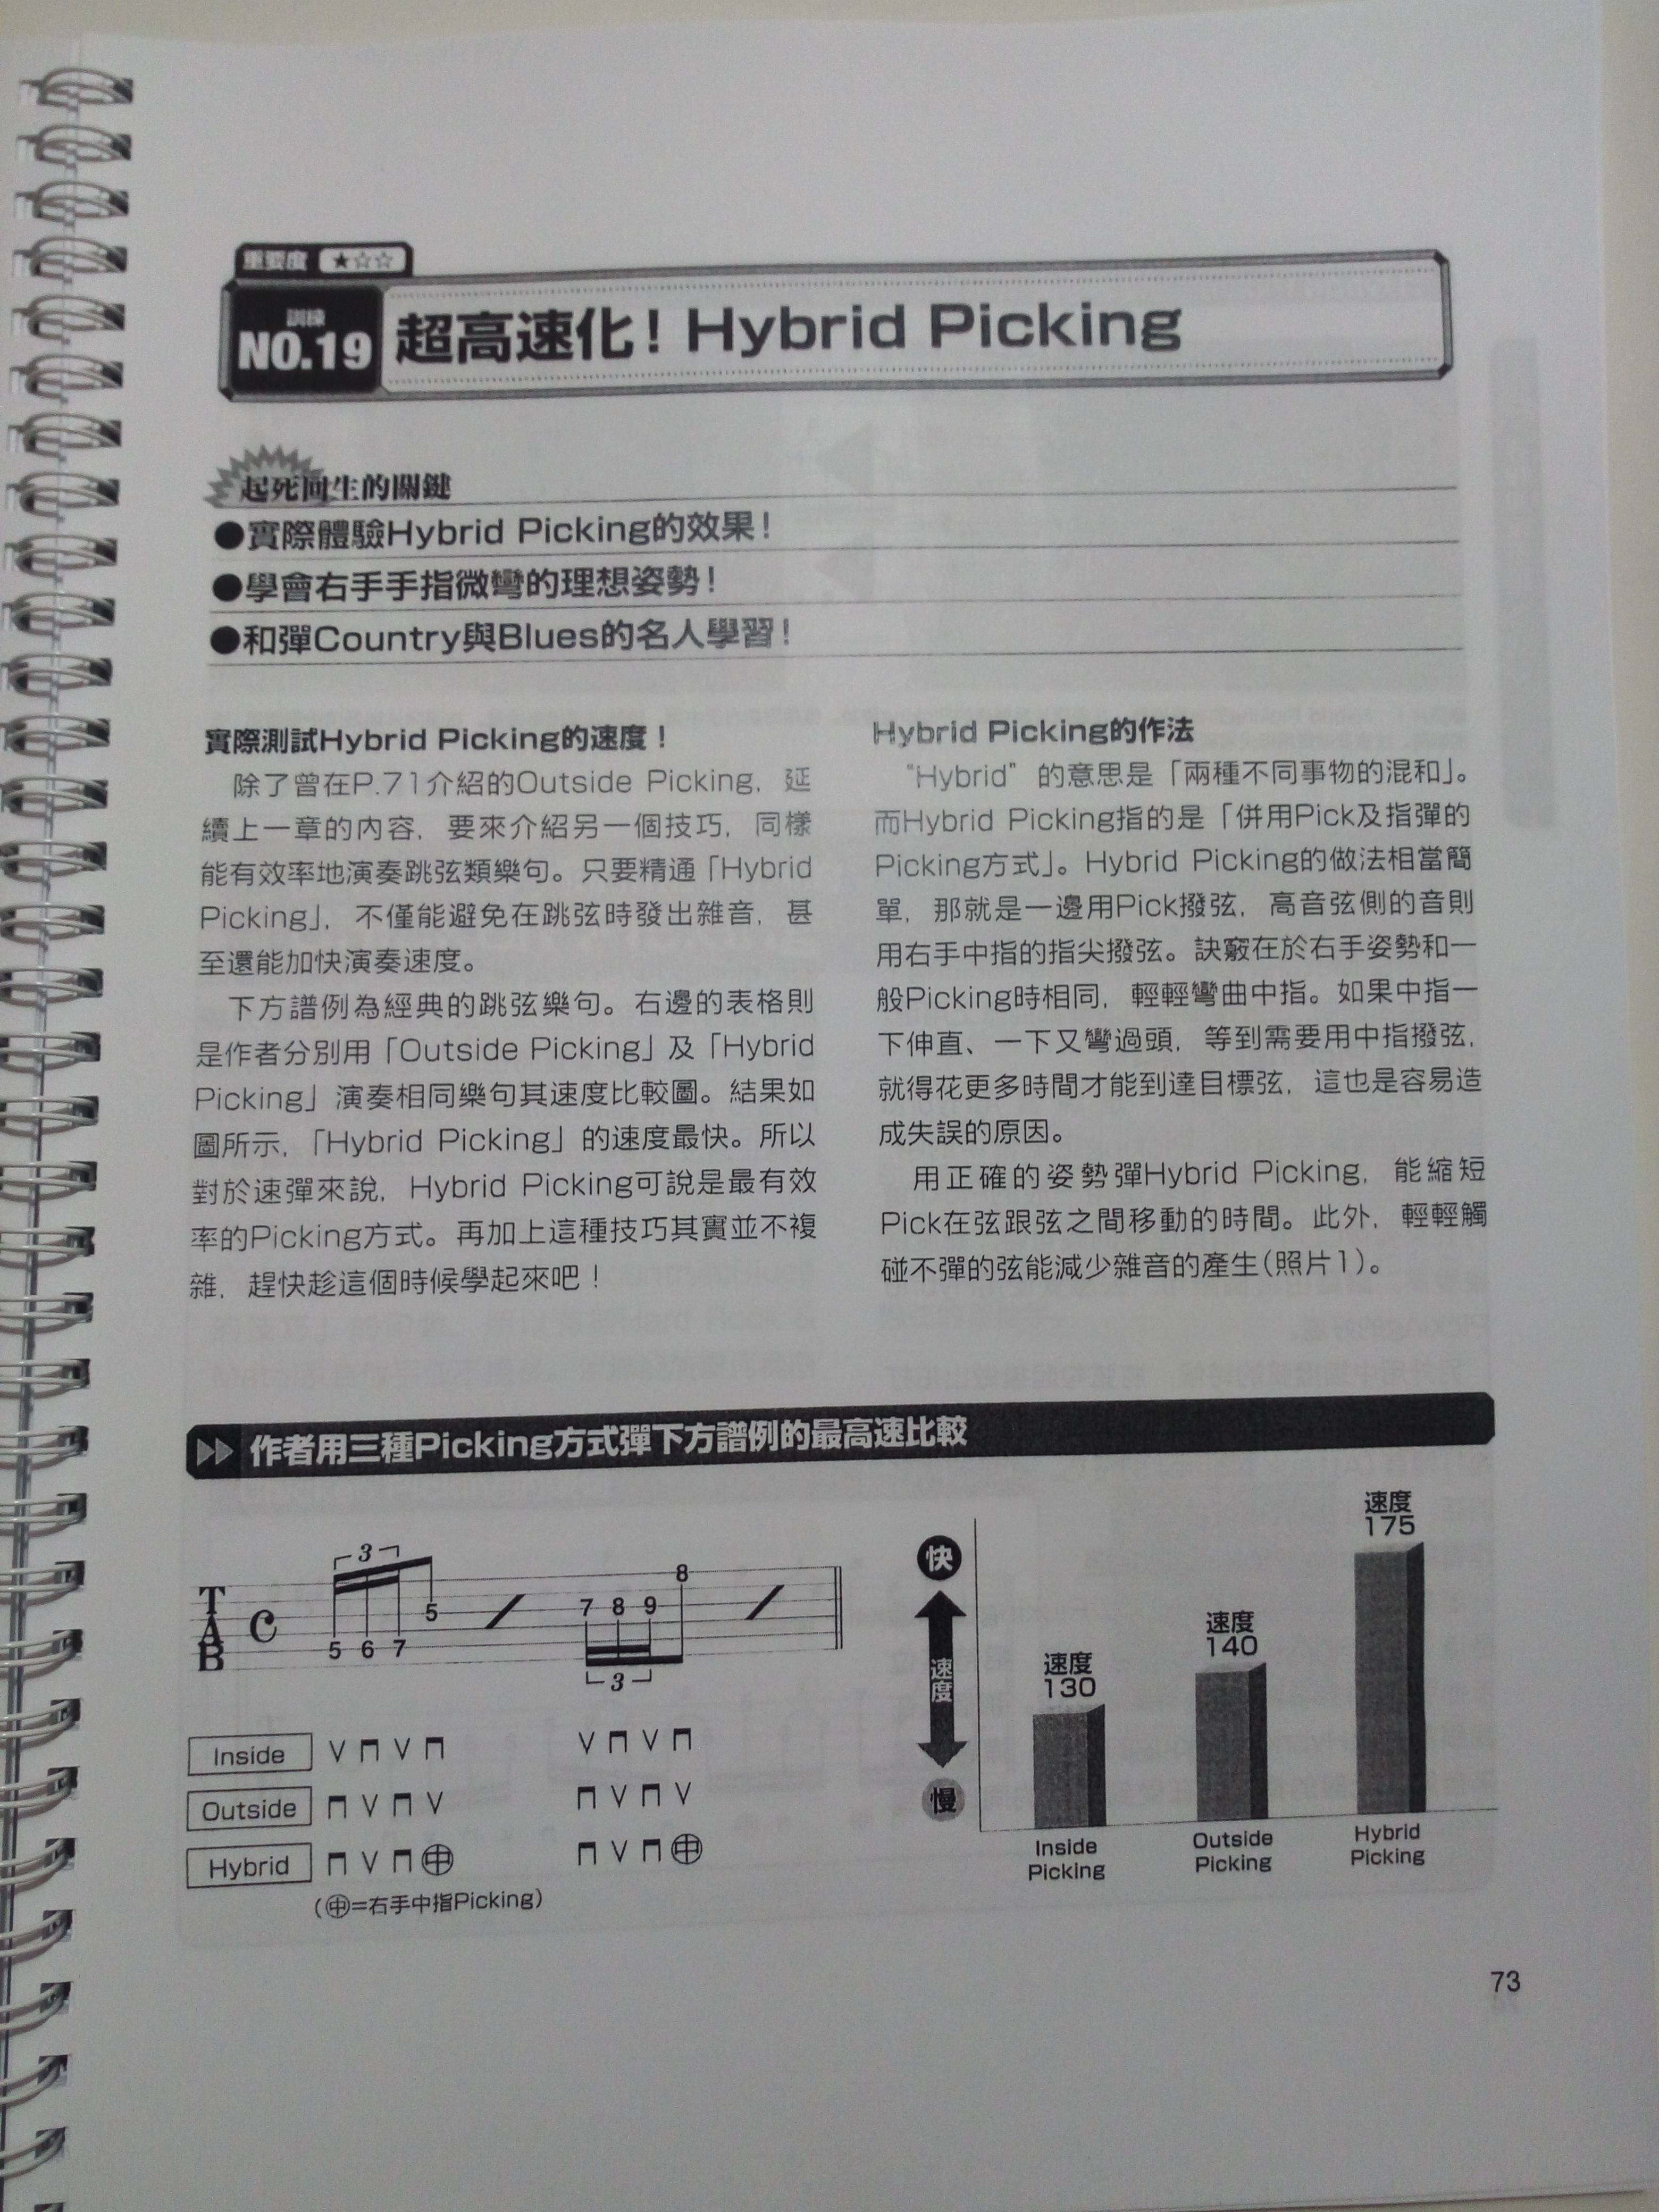 重要度 ★☆☆
訓練
NO.19
超高速化！Hybrid Picking
起死回生的關鍵
●實際體驗Hybrid Picking的效果！
●學會右手手指微彎的理想姿勢！
●和彈Country與Blues的名人學習！
實際測試Hybrid Picking的速度！
除了曾在P.71介紹的Outside Picking，延
續上一章的內容，要來介紹另一個技巧，同樣
能有效率地演奏跳弦類樂句。只要精通「Hybrid
Picking」，不僅能避免在跳弦時發出雜音，甚
至還能加快演奏速度。
下方譜例為經典的跳弦樂句。右邊的表格則
是作者分別用「Outside Picking」及「Hybrid
Picking」演奏相同樂句其速度比較圖。結果如
圖所示，「Hybrid Picking」的速度最快。所以
對於速彈來說，Hybrid Picking可說是最有效
率的Picking方式。再加上這種技巧其實並不複
雜，趕快趁這個時候學起來吧！
Hybrid Picking的作法
“Hybrid”的意思是「兩種不同事物的混和」。
而Hybrid Picking指的是「併用Pick及指彈的
Picking方式」。Hybrid Picking的做法相當簡
單，那就是一邊用Pick撥弦，高音弦側的音則
用右手中指的指尖撥弦。訣竅在於右手姿勢和一
般Picking時相同，輕輕彎曲中指。如果中指一
下伸直、一下又彎過頭，等到需要用中指撥弦，
就得花更多時間才能到達目標弦，這也是容易造
成失誤的原因。
用正確的姿勢彈Hybrid Picking，能縮短
Pick在弦跟弦之間移動的時間。此外，輕輕觸
碰不彈的弦能減少雜音的產生(照片1)。
作者用三種Picking方式彈下方譜例的最高速比較
3
TAB C
5 6 7 5
7 8 9 8
3
Inside V ⊓ V ⊓ V ⊓ V ⊓
Outside ⊓ V ⊓ V ⊓ V ⊓ V
Hybrid ⊓ V ⊓ ㊥ ⊓ V ⊓ ㊥
(㊥=右手中指Picking)
快
速度
慢
速度
130
速度
140
速度
175
Inside
Picking
Outside
Picking
Hybrid
Picking
73